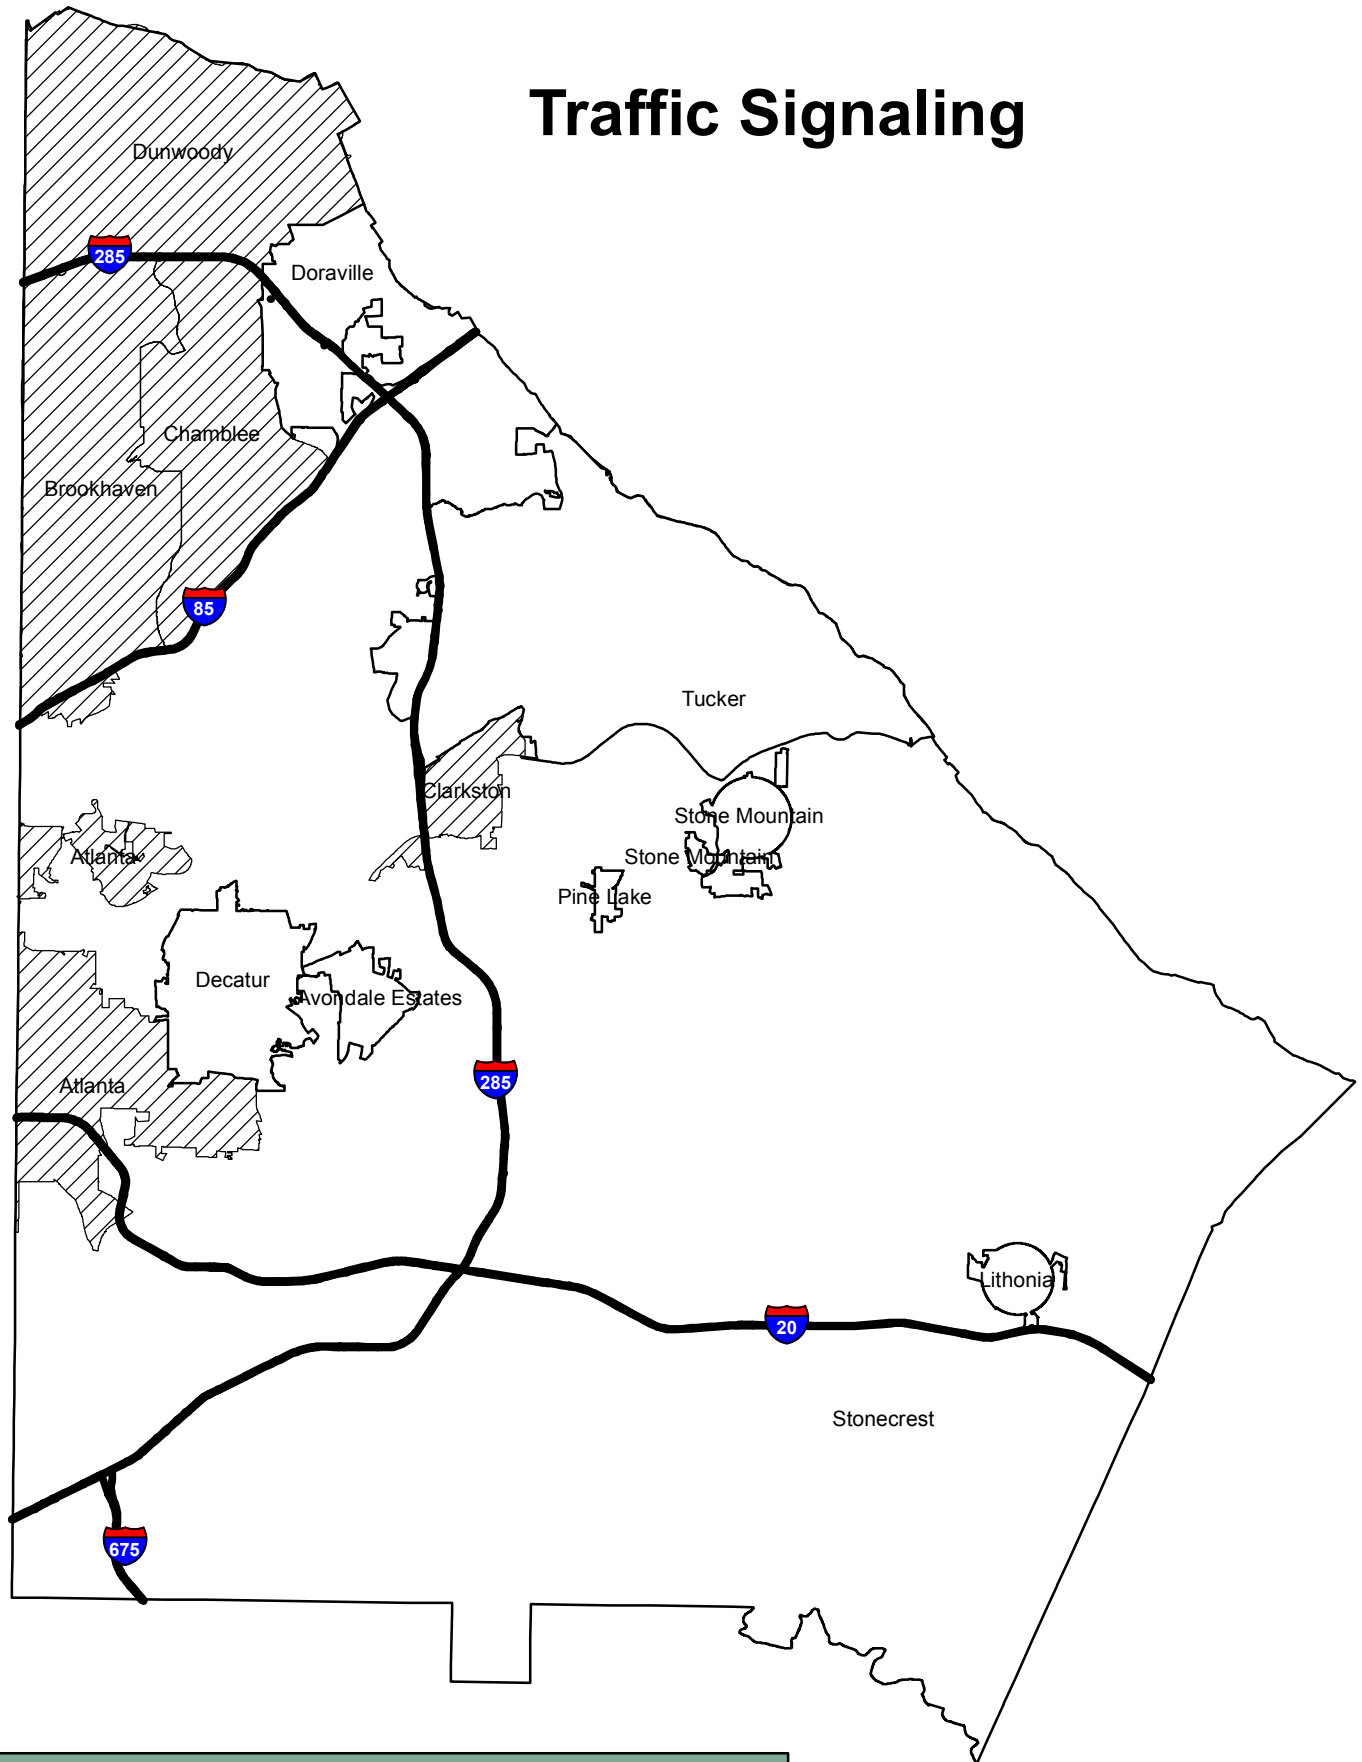 Traffic Signaling
Dunwoody
285
Doraville
Chamblee
Brookhaven
85
Tucker
Clarkston
Stone Mountain
Atlanta
Stone Mountain
Pine Lake
Decatur
Avondale Estates
285
Atlanta
Lithonia
20
Stonecrest
675